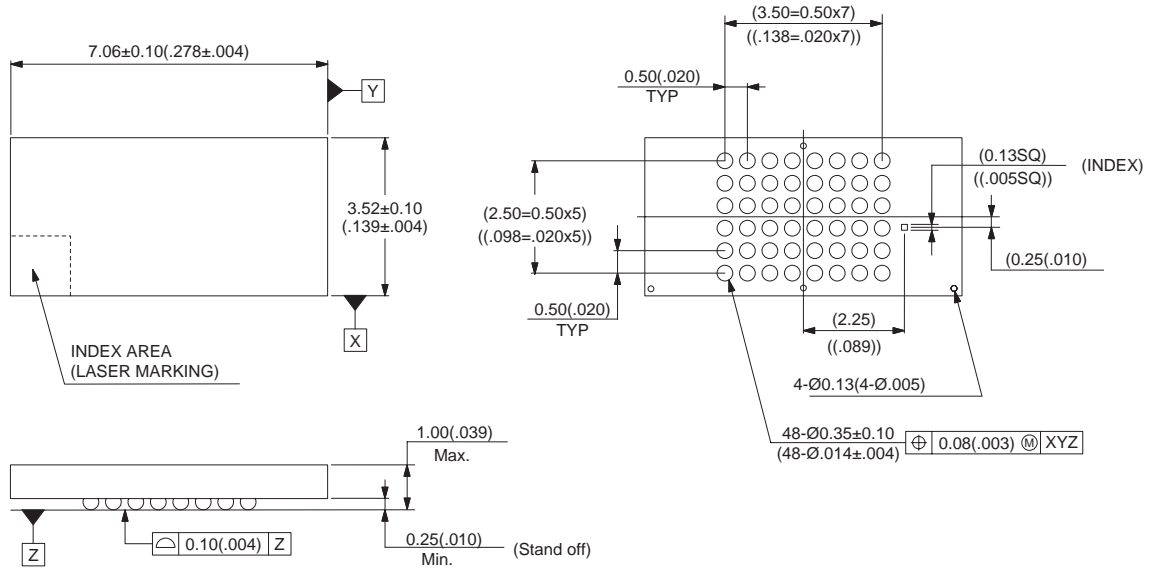 7.06±0.10(.278±.004)
Y
3.52±0.10
(.139±.004)
X
INDEX AREA
(LASER MARKING)
(3.50=0.50x7)
((.138=.020x7))
0.50(.020)
TYP
(2.50=0.50x5)
((.098=.020x5))
0.50(.020)
TYP
(0.13SQ)
((.005SQ))
(INDEX)
(0.25(.010)
(2.25)
((.089))
4-Ø0.13(4-Ø.005)
48-Ø0.35±0.10
(48-Ø.014±.004)
⌖ 0.08(.003) Ⓜ XYZ
1.00(.039)
Max.
Z
⌓ 0.10(.004) Z
0.25(.010)
Min.
(Stand off)